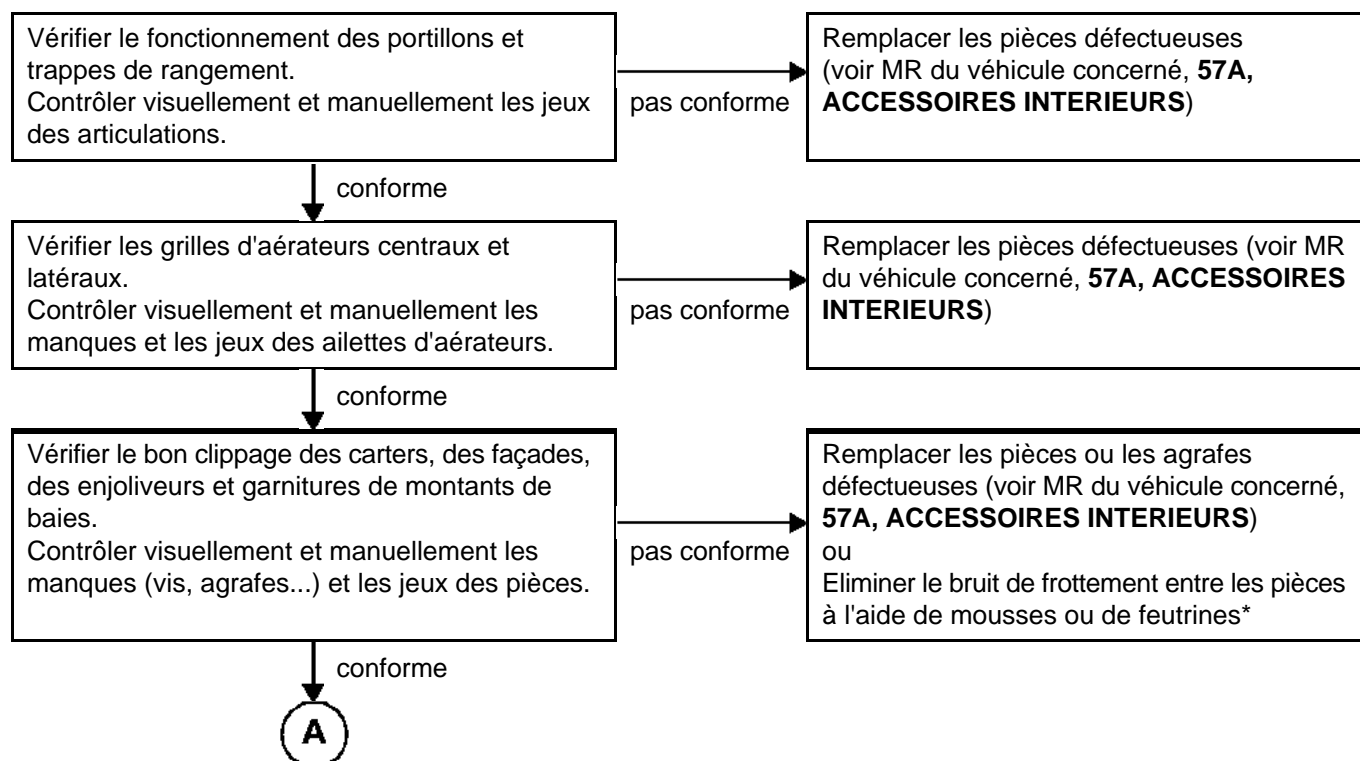 Vérifier le fonctionnement des portillons et
trappes de rangement.
Contrôler visuellement et manuellement les jeux
des articulations.
pas conforme
Remplacer les pièces défectueuses
(voir MR du véhicule concerné, 57A,
ACCESSOIRES INTERIEURS)
conforme
Vérifier les grilles d'aérateurs centraux et
latéraux.
Contrôler visuellement et manuellement les
manques et les jeux des ailettes d'aérateurs.
pas conforme
Remplacer les pièces défectueuses (voir MR
du véhicule concerné, 57A, ACCESSOIRES
INTERIEURS)
conforme
Vérifier le bon clippage des carters, des façades,
des enjoliveurs et garnitures de montants de
baies.
Contrôler visuellement et manuellement les
manques (vis, agrafes...) et les jeux des pièces.
pas conforme
Remplacer les pièces ou les agrafes
défectueuses (voir MR du véhicule concerné,
57A, ACCESSOIRES INTERIEURS)
ou
Eliminer le bruit de frottement entre les pièces
à l'aide de mousses ou de feutrines*
conforme
A